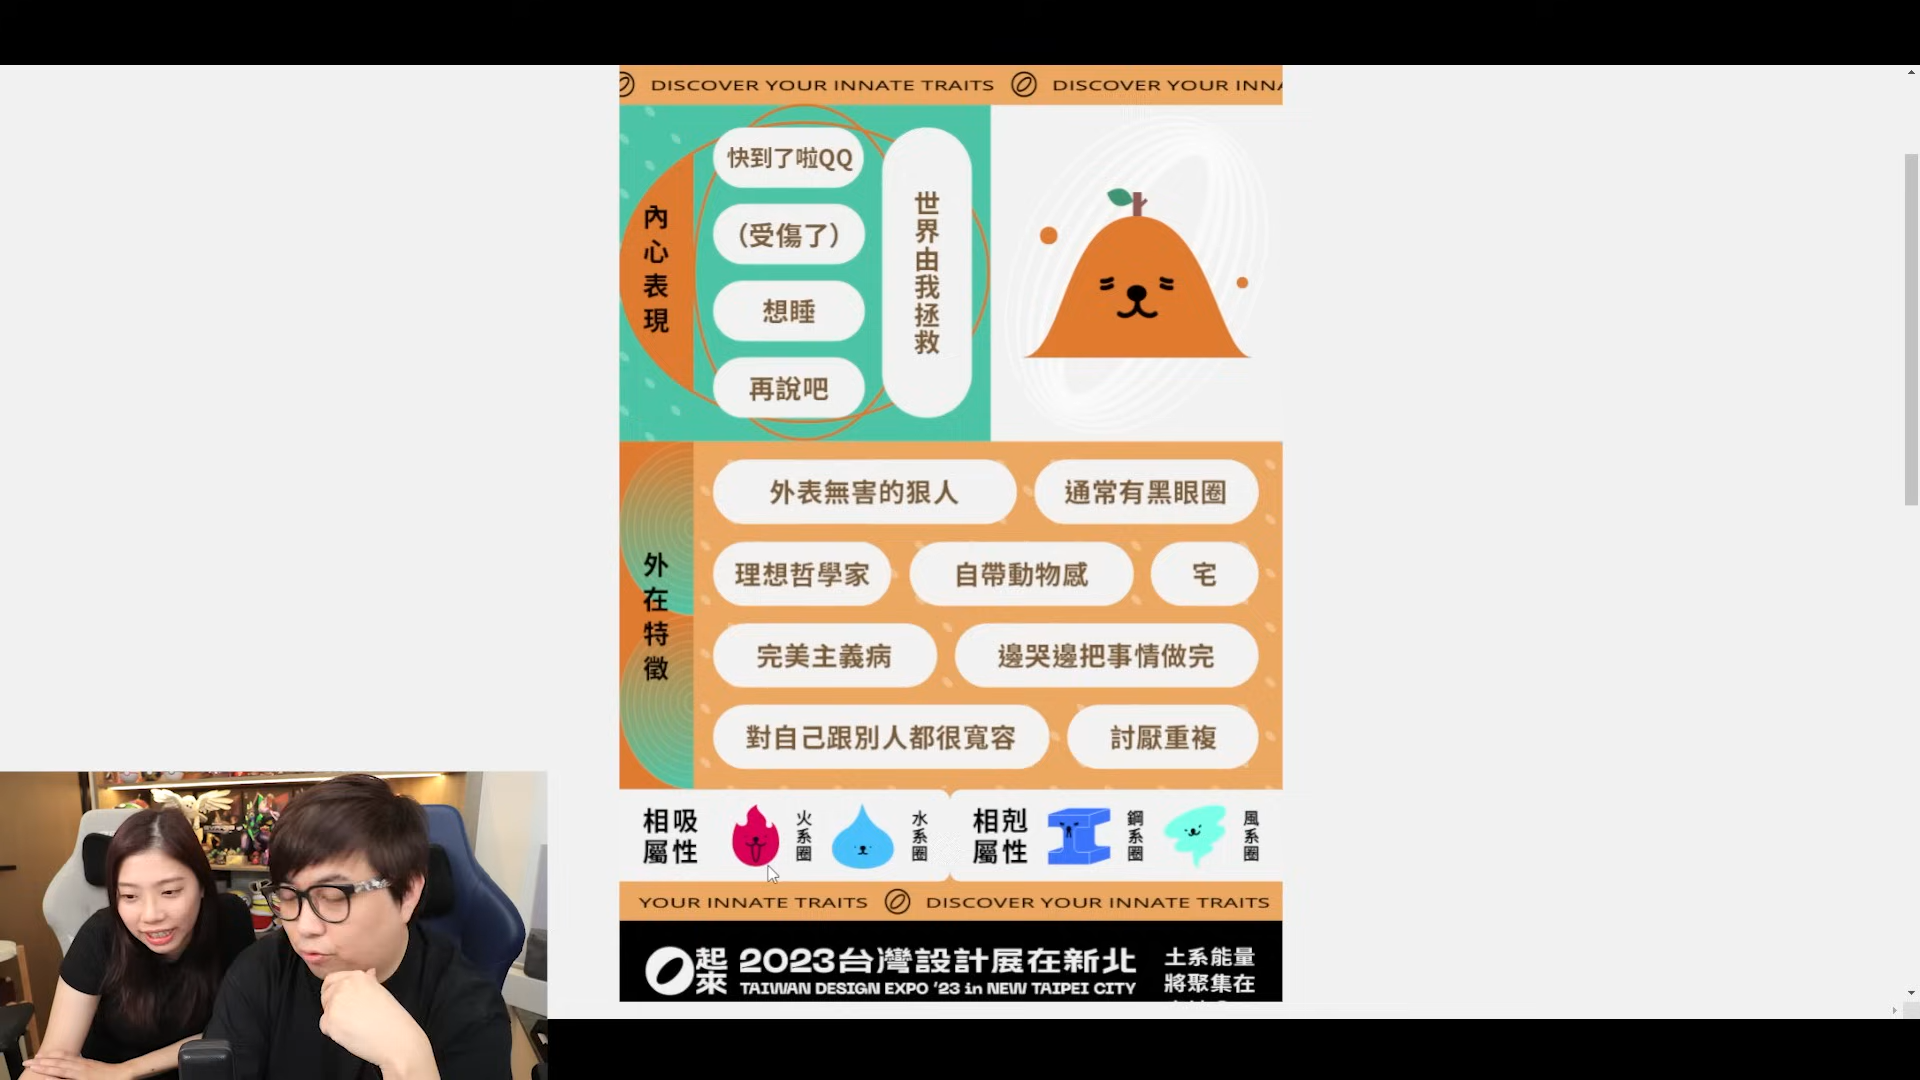 DISCOVER YOUR INNATE TRAITS DISCOVER YOUR INNA
內心表現
快到了啦QQ
(受傷了)
想睡
再說吧
世界由我拯救
外在特徵
外表無害的狠人
通常有黑眼圈
理想哲學家
自帶動物感
宅
完美主義病
邊哭邊把事情做完
對自己跟別人都很寬容
討厭重複
相吸
屬性
火系圈
水系圈
相剋
屬性
鋼系圈
風系圈
YOUR INNATE TRAITS DISCOVER YOUR INNATE TRAITS
起來
2023台灣設計展在新北
TAIWAN DESIGN EXPO '23 in NEW TAIPEI CITY
土系能量
將聚集在